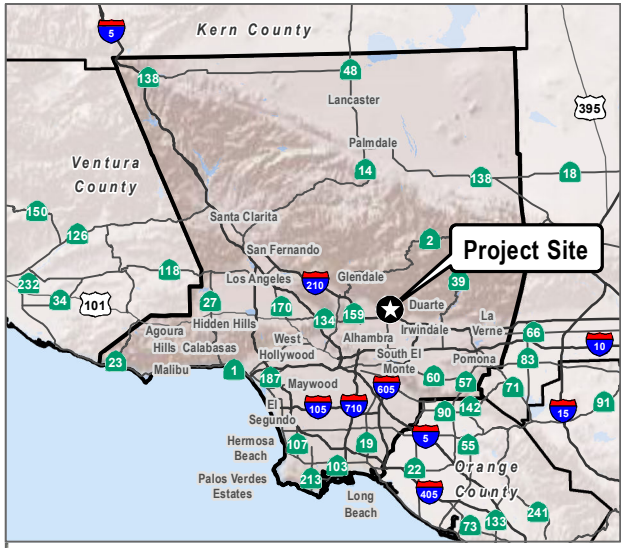 Kern County
5
138
48
395
Lancaster
Palmdale
14
138
18
Ventura
County
150
126
Santa Clarita
2
Project Site
San Fernando
118
232
34
101
Los Angeles
210
Glendale
39
27
170
134
159
Duarte
Hidden Hills
Irwindale
La
Verne
66
10
Agoura
Hills
Calabasas
West
Hollywood
Alhambra
South El
Monte
Pomona
83
23
Malibu
1
187
Maywood
605
60
57
71
El
Segundo
105
710
90
142
15
91
Hermosa
Beach
107
19
5
55
Palos Verdes
Estates
213
103
22
Orange
County
Long
Beach
405
73
133
241